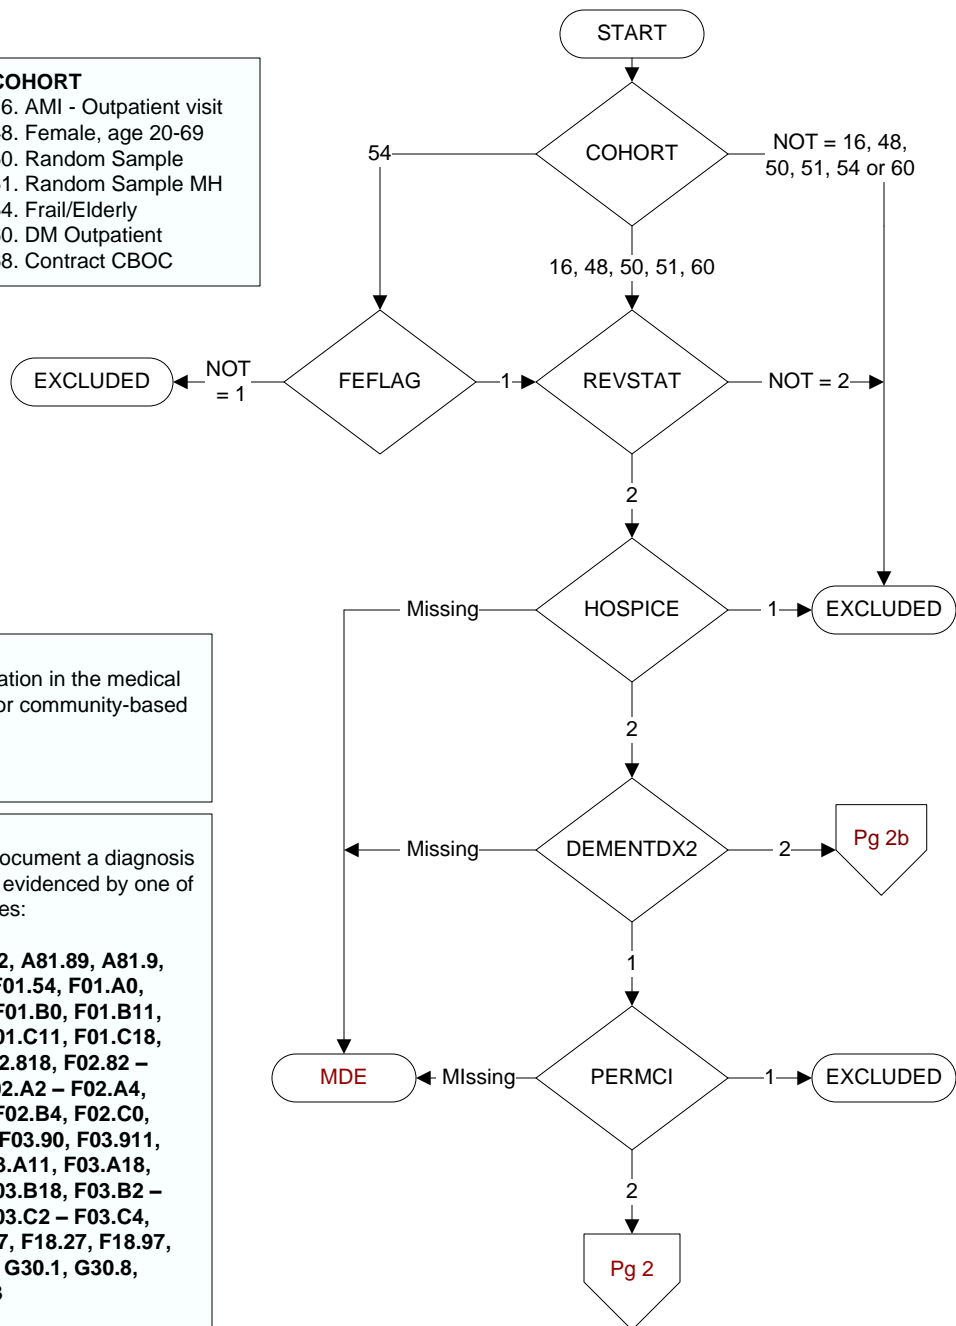 START
COHORT
6. AMI - Outpatient visit
8. Female, age 20-69
0. Random Sample
1. Random Sample MH
4. Frail/Elderly
0. DM Outpatient
8. Contract CBOC
COHORT
54
NOT = 16, 48,
50, 51, 54 or 60
16, 48, 50, 51, 60
EXCLUDED
NOT
= 1
FEFLAG
1
REVSTAT
NOT = 2
2
Missing
HOSPICE
1
EXCLUDED
ation in the medical
or community-based
2
ocument a diagnosis
evidenced by one of
es:
2, A81.89, A81.9,
F01.54, F01.A0,
F01.B0, F01.B11,
01.C11, F01.C18,
2.818, F02.82 –
02.A2 – F02.A4,
F02.B4, F02.C0,
F03.90, F03.911,
3.A11, F03.A18,
03.B18, F03.B2 –
03.C2 – F03.C4,
7, F18.27, F18.97,
G30.1, G30.8,
Missing
DEMENTDX2
2
Pg 2b
1
MDE
MIssing
PERMCI
1
EXCLUDED
2
Pg 2